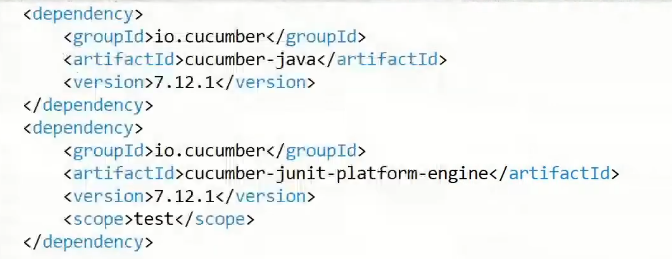 <dependency>
    <groupId>io.cucumber</groupId>
    <artifactId>cucumber-java</artifactId>
    <version>7.12.1</version>
</dependency>
<dependency>
    <groupId>io.cucumber</groupId>
    <artifactId>cucumber-junit-platform-engine</artifactId>
    <version>7.12.1</version>
    <scope>test</scope>
</dependency>